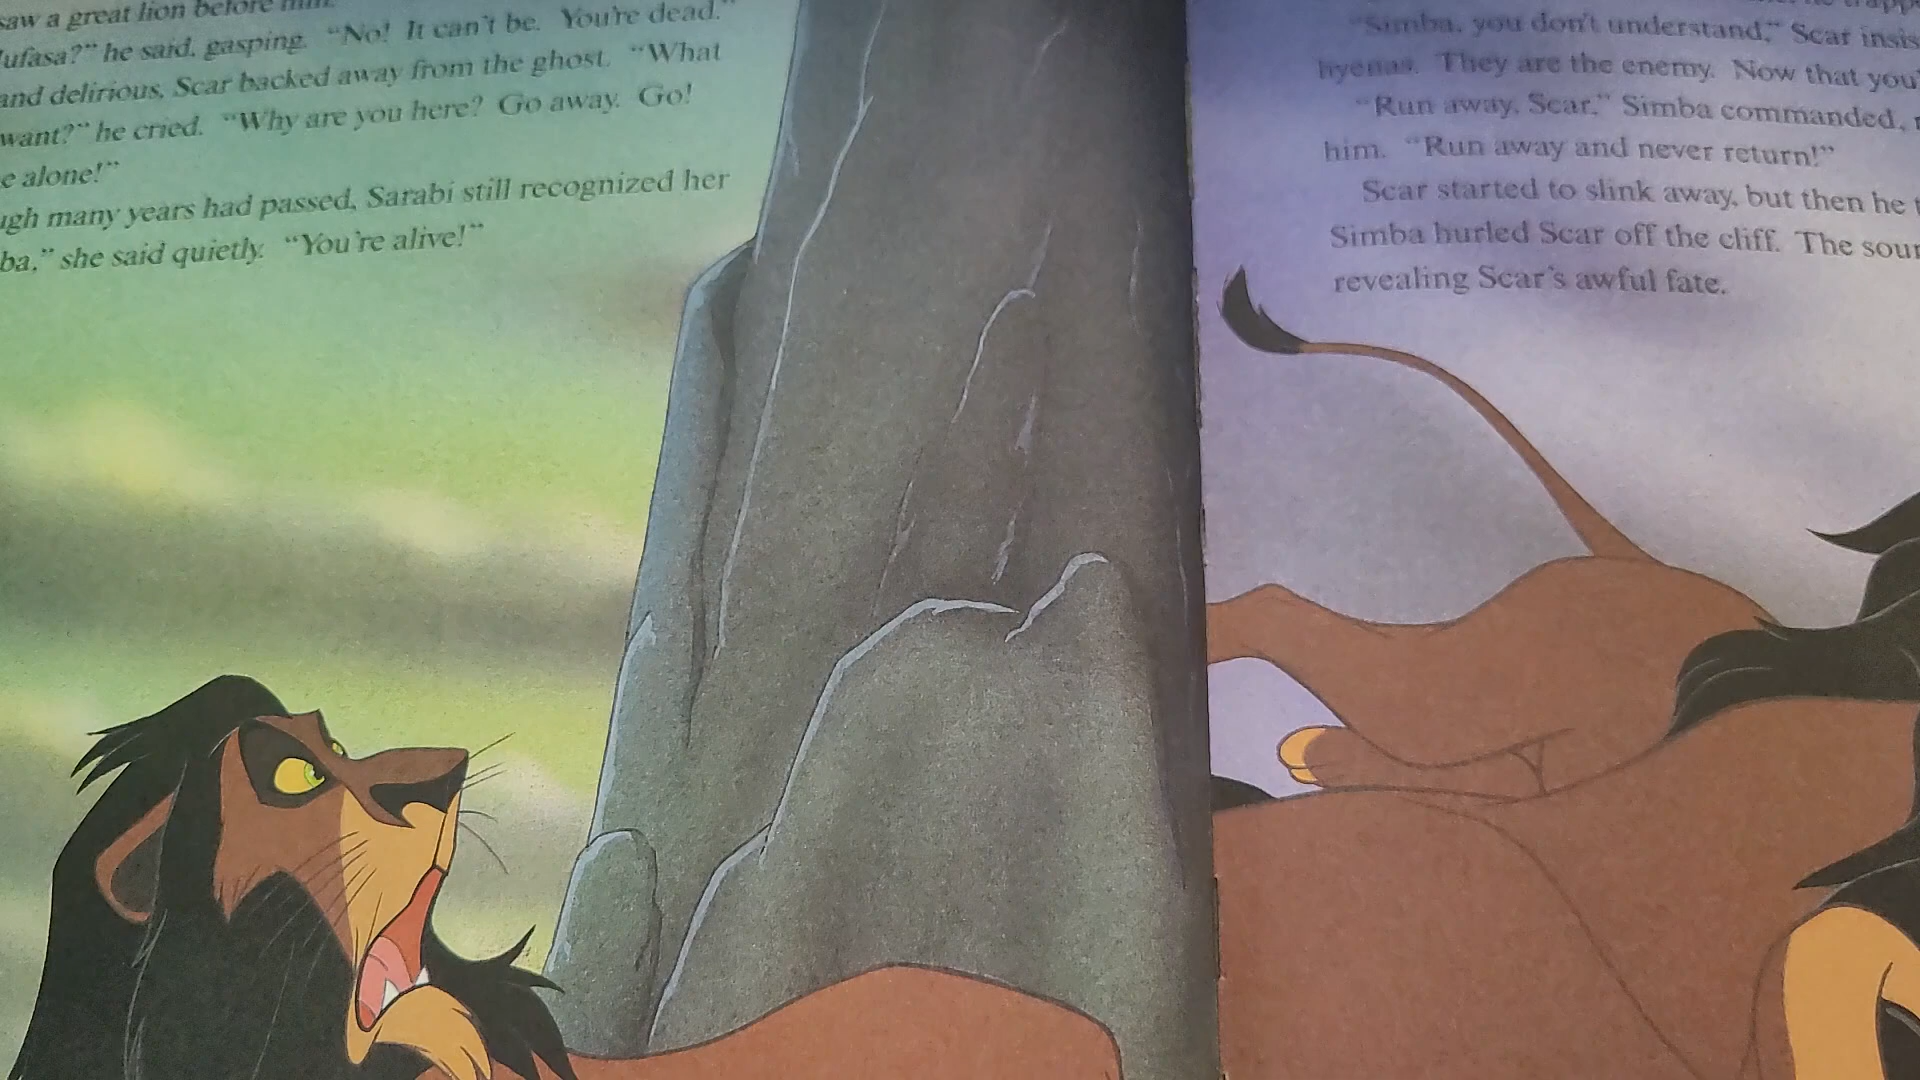 saw a great lion before him.
ufasa?" he said, gasping. "No! It can't be. You're dead."
and delirious, Scar backed away from the ghost. "What
want?" he cried. "Why are you here? Go away. Go!
e alone!"
ugh many years had passed, Sarabi still recognized her
ba," she said quietly. "You're alive!"
"Simba, you don't understand," Scar insis
hyenas. They are the enemy. Now that you'
"Run away, Scar," Simba commanded,
him. "Run away and never return!"
Scar started to slink away, but then he
Simba hurled Scar off the cliff. The soun
revealing Scar's awful fate.